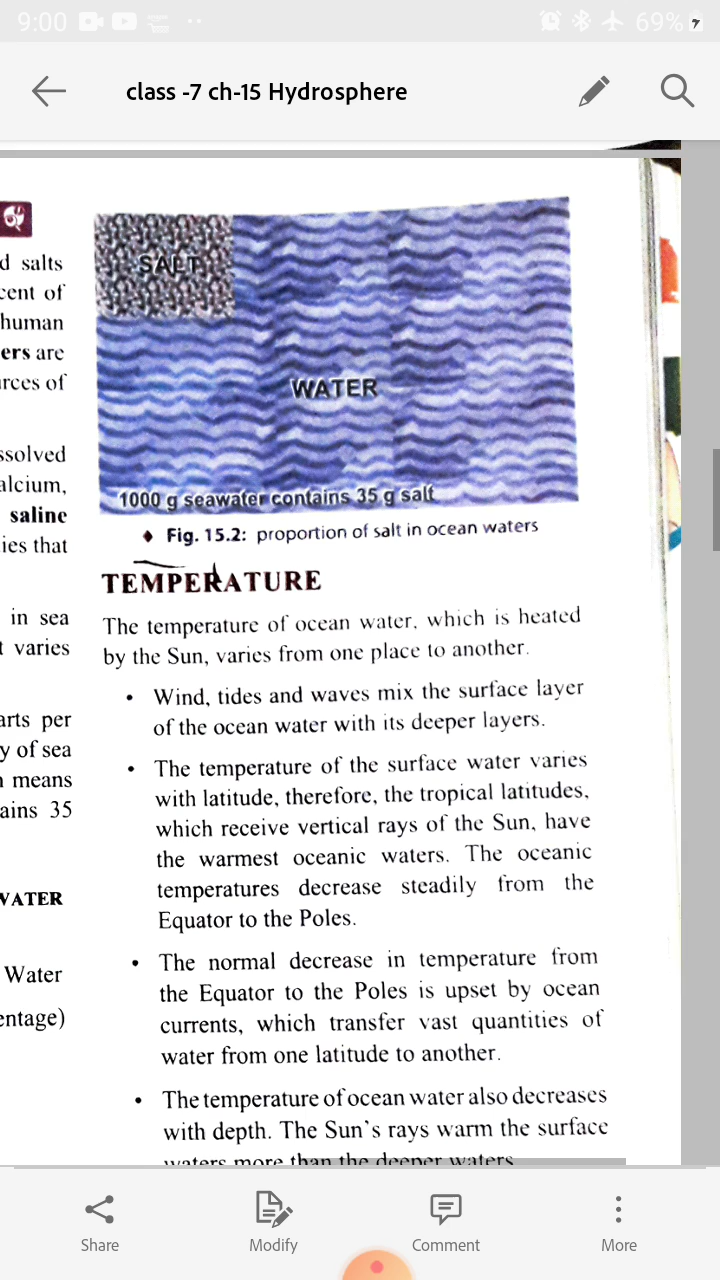 9:00
69%
class -7 ch-15 Hydrosphere
d salts
cent of
human
ers are
rces of
ssolved
alcium,
saline
ies that
in sea
t varies
arts per
y of sea
means
ains 35
WATER
Water
entage)
SALT
WATER
1000 g seawater contains 35 g salt
♦ Fig. 15.2: proportion of salt in ocean waters
TEMPERATURE
The temperature of ocean water, which is heated
by the Sun, varies from one place to another.
• Wind, tides and waves mix the surface layer
of the ocean water with its deeper layers.
• The temperature of the surface water varies
with latitude, therefore, the tropical latitudes,
which receive vertical rays of the Sun, have
the warmest oceanic waters. The oceanic
temperatures decrease steadily from the
Equator to the Poles.
• The normal decrease in temperature from
the Equator to the Poles is upset by ocean
currents, which transfer vast quantities of
water from one latitude to another.
• The temperature of ocean water also decreases
with depth. The Sun's rays warm the surface
waters more than the deeper waters
Share
Modify
Comment
More